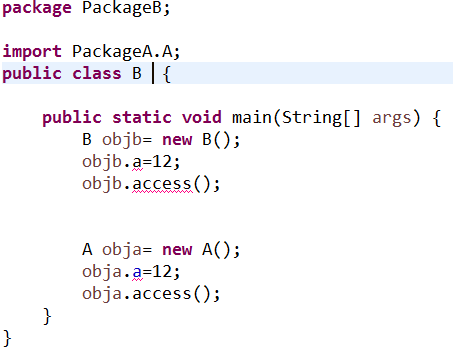 package PackageB;
import PackageA.A;
public class B {
public static void main(String[] args) {
B objb= new B();
objb.a=12;
objb.access();
A obja= new A();
obja.a=12;
obja.access();
}
}